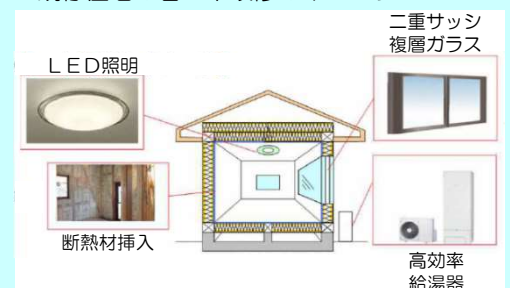 二重サッシ
複層ガラス
ＬＥＤ照明
断熱材挿入
高効率
給湯器